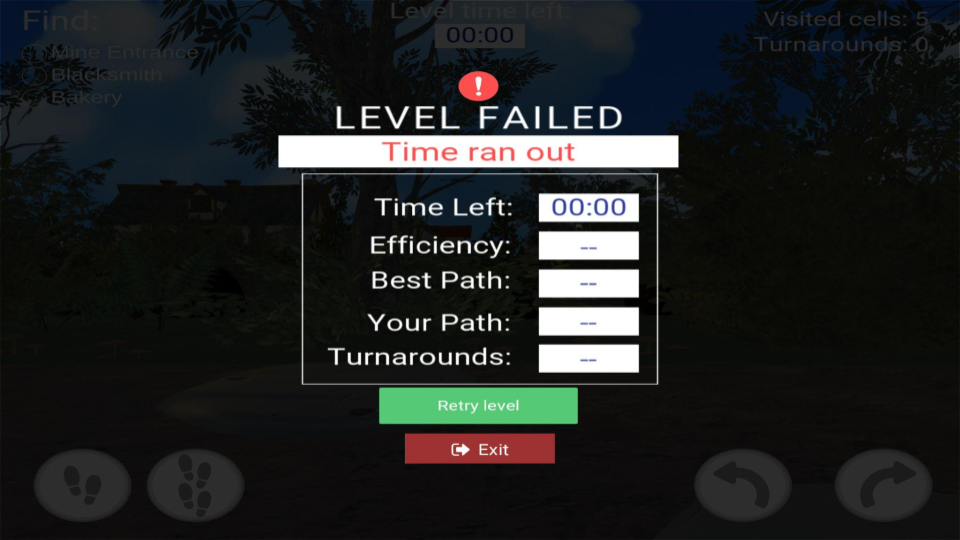 Find:
Mine Entrance
Blacksmith
Bakery
Level time left:
00:00
Visited cells: 5
Turnarounds: 0
!
LEVEL FAILED
Time ran out
Time Left: 00:00
Efficiency: --
Best Path: --
Your Path: --
Turnarounds: --
Retry level
Exit